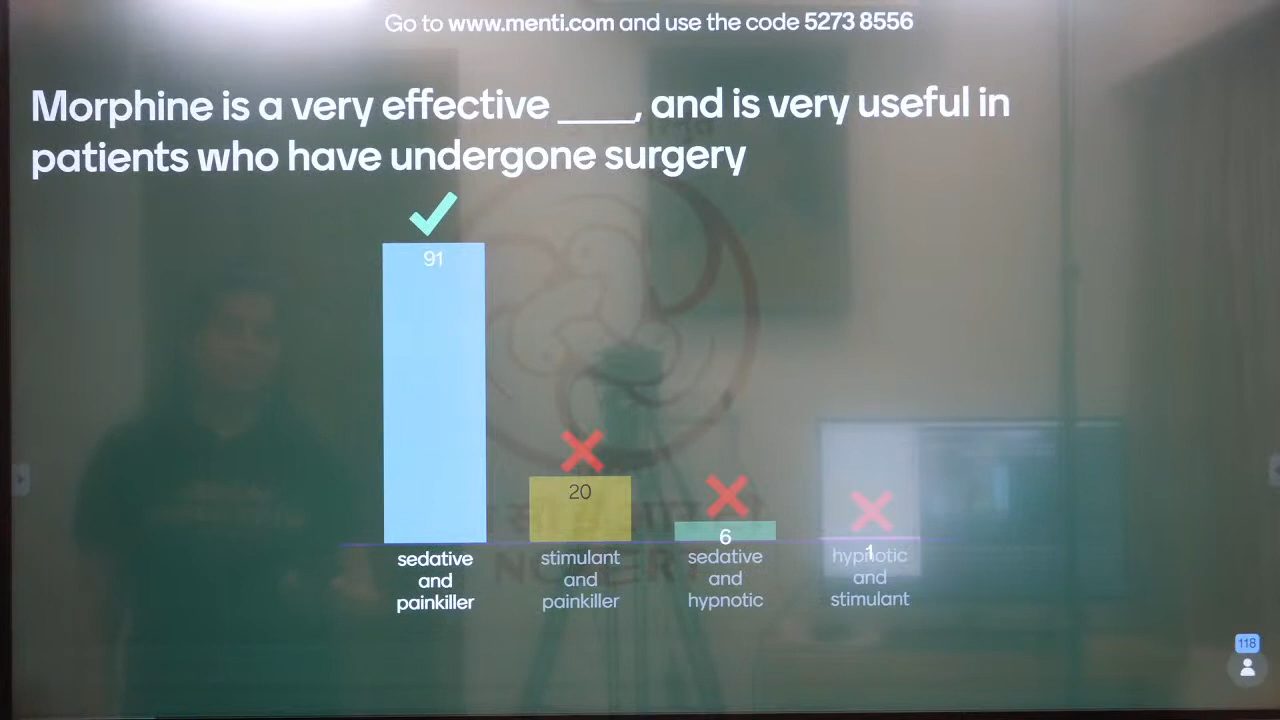 Go to www.menti.com and use the code 5273 8556
Morphine is a very effective ____, and is very useful in
patients who have undergone surgery
91
20
6
1
sedative
and
painkiller
stimulant
and
painkiller
sedative
and
hypnotic
hypnotic
and
stimulant
118